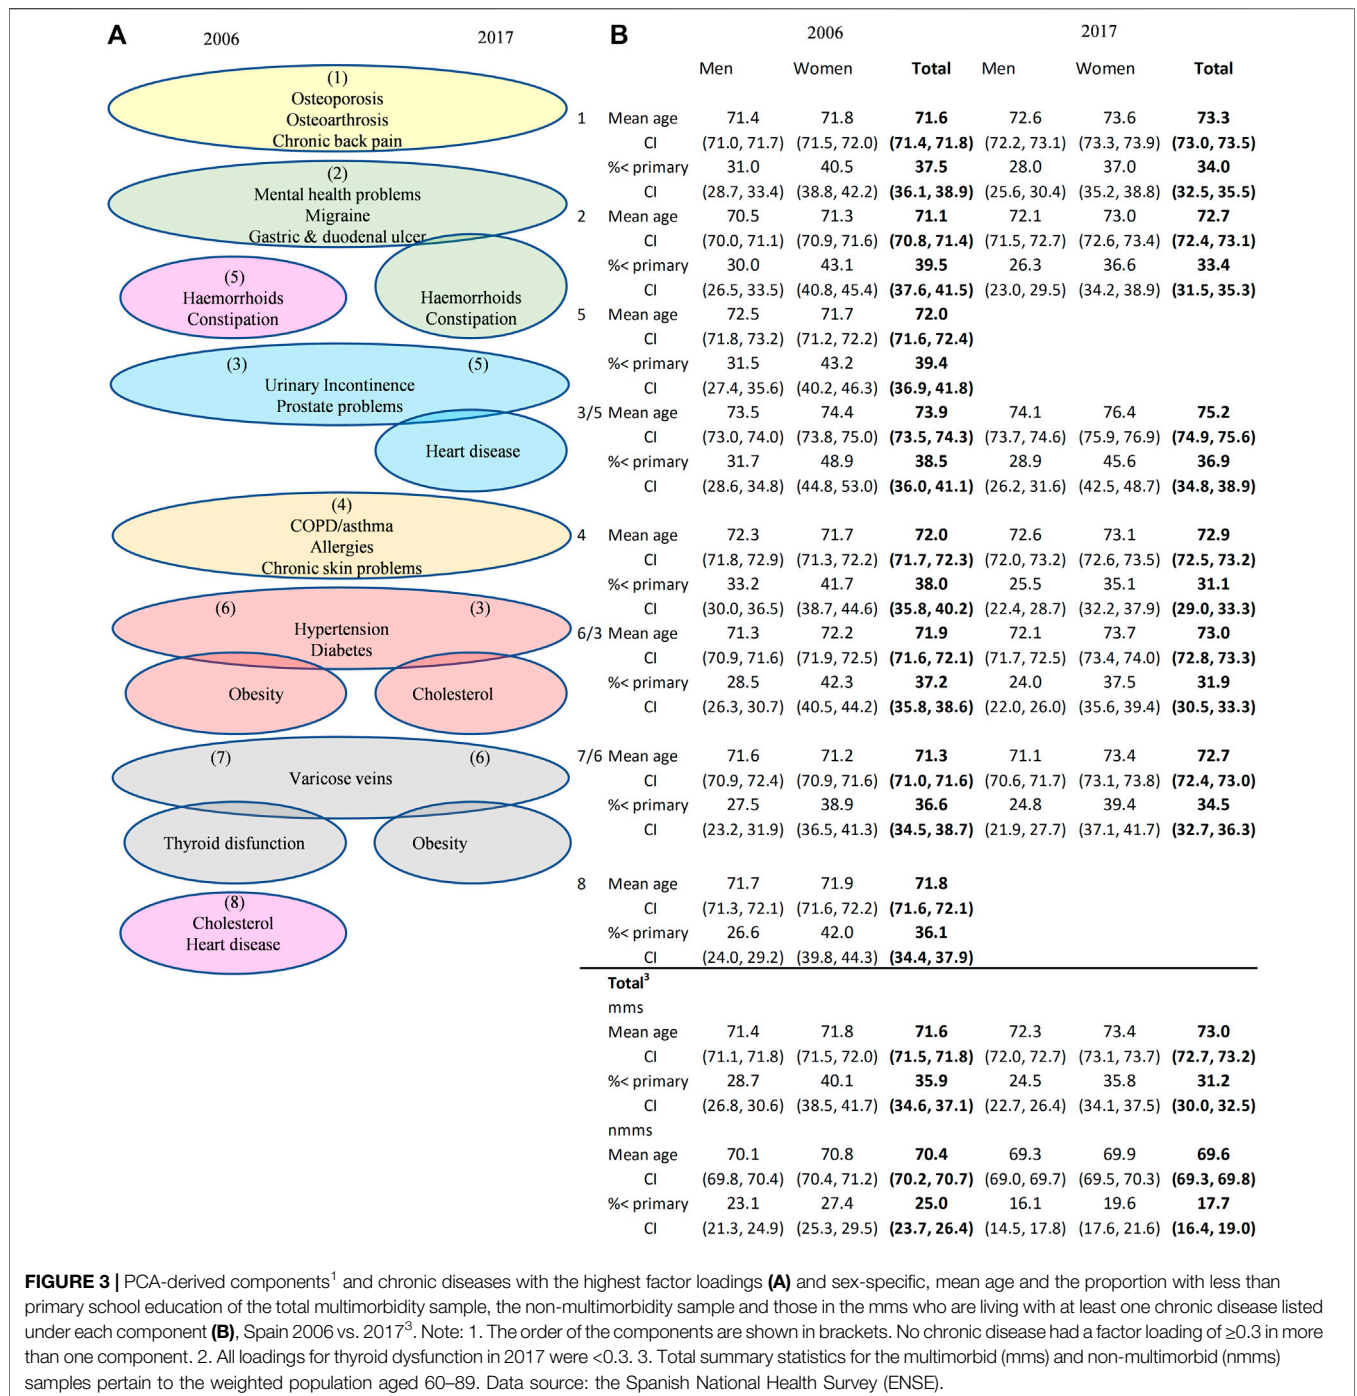 A
2006
2017
(1)
Osteoporosis
Osteoarthrosis
Chronic back pain
(2)
Mental health problems
Migraine
Gastric & duodenal ulcer
(5)
Haemorrhoids
Constipation
Haemorrhoids
Constipation
(3)
(5)
Urinary Incontinence
Prostate problems
Heart disease
(4)
COPD/asthma
Allergies
Chronic skin problems
(6)
(3)
Hypertension
Diabetes
Obesity
Cholesterol
(7)
(6)
Varicose veins
Thyroid disfunction
Obesity
(8)
Cholesterol
Heart disease
B
2006 2017
Men Women Total Men Women Total
1 Mean age 71.4 71.8 71.6 72.6 73.6 73.3
CI (71.0, 71.7) (71.5, 72.0) (71.4, 71.8) (72.2, 73.1) (73.3, 73.9) (73.0, 73.5)
%< primary 31.0 40.5 37.5 28.0 37.0 34.0
CI (28.7, 33.4) (38.8, 42.2) (36.1, 38.9) (25.6, 30.4) (35.2, 38.8) (32.5, 35.5)
2 Mean age 70.5 71.3 71.1 72.1 73.0 72.7
CI (70.0, 71.1) (70.9, 71.6) (70.8, 71.4) (71.5, 72.7) (72.6, 73.4) (72.4, 73.1)
%< primary 30.0 43.1 39.5 26.3 36.6 33.4
CI (26.5, 33.5) (40.8, 45.4) (37.6, 41.5) (23.0, 29.5) (34.2, 38.9) (31.5, 35.3)
5 Mean age 72.5 71.7 72.0
CI (71.8, 73.2) (71.2, 72.2) (71.6, 72.4)
%< primary 31.5 43.2 39.4
CI (27.4, 35.6) (40.2, 46.3) (36.9, 41.8)
3/5 Mean age 73.5 74.4 73.9 74.1 76.4 75.2
CI (73.0, 74.0) (73.8, 75.0) (73.5, 74.3) (73.7, 74.6) (75.9, 76.9) (74.9, 75.6)
%< primary 31.7 48.9 38.5 28.9 45.6 36.9
CI (28.6, 34.8) (44.8, 53.0) (36.0, 41.1) (26.2, 31.6) (42.5, 48.7) (34.8, 38.9)
4 Mean age 72.3 71.7 72.0 72.6 73.1 72.9
CI (71.8, 72.9) (71.3, 72.2) (71.7, 72.3) (72.0, 73.2) (72.6, 73.5) (72.5, 73.2)
%< primary 33.2 41.7 38.0 25.5 35.1 31.1
CI (30.0, 36.5) (38.7, 44.6) (35.8, 40.2) (22.4, 28.7) (32.2, 37.9) (29.0, 33.3)
6/3 Mean age 71.3 72.2 71.9 72.1 73.7 73.0
CI (70.9, 71.6) (71.9, 72.5) (71.6, 72.1) (71.7, 72.5) (73.4, 74.0) (72.8, 73.3)
%< primary 28.5 42.3 37.2 24.0 37.5 31.9
CI (26.3, 30.7) (40.5, 44.2) (35.8, 38.6) (22.0, 26.0) (35.6, 39.4) (30.5, 33.3)
7/6 Mean age 71.6 71.2 71.3 71.1 73.4 72.7
CI (70.9, 72.4) (70.9, 71.6) (71.0, 71.6) (70.6, 71.7) (73.1, 73.8) (72.4, 73.0)
%< primary 27.5 38.9 36.6 24.8 39.4 34.5
CI (23.2, 31.9) (36.5, 41.3) (34.5, 38.7) (21.9, 27.7) (37.1, 41.7) (32.7, 36.3)
8 Mean age 71.7 71.9 71.8
CI (71.3, 72.1) (71.6, 72.2) (71.6, 72.1)
%< primary 26.6 42.0 36.1
CI (24.0, 29.2) (39.8, 44.3) (34.4, 37.9)
Total³
mms
Mean age 71.4 71.8 71.6 72.3 73.4 73.0
CI (71.1, 71.8) (71.5, 72.0) (71.5, 71.8) (72.0, 72.7) (73.1, 73.7) (72.7, 73.2)
%< primary 28.7 40.1 35.9 24.5 35.8 31.2
CI (26.8, 30.6) (38.5, 41.7) (34.6, 37.1) (22.7, 26.4) (34.1, 37.5) (30.0, 32.5)
nmms
Mean age 70.1 70.8 70.4 69.3 69.9 69.6
CI (69.8, 70.4) (70.4, 71.2) (70.2, 70.7) (69.0, 69.7) (69.5, 70.3) (69.3, 69.8)
%< primary 23.1 27.4 25.0 16.1 19.6 17.7
CI (21.3, 24.9) (25.3, 29.5) (23.7, 26.4) (14.5, 17.8) (17.6, 21.6) (16.4, 19.0)
FIGURE 3 | PCA-derived components¹ and chronic diseases with the highest factor loadings (A) and sex-specific, mean age and the proportion with less than
primary school education of the total multimorbidity sample, the non-multimorbidity sample and those in the mms who are living with at least one chronic disease listed
under each component (B), Spain 2006 vs. 2017³. Note: 1. The order of the components are shown in brackets. No chronic disease had a factor loading of ≥0.3 in more
than one component. 2. All loadings for thyroid dysfunction in 2017 were <0.3. 3. Total summary statistics for the multimorbid (mms) and non-multimorbid (nmms)
samples pertain to the weighted population aged 60–89. Data source: the Spanish National Health Survey (ENSE).